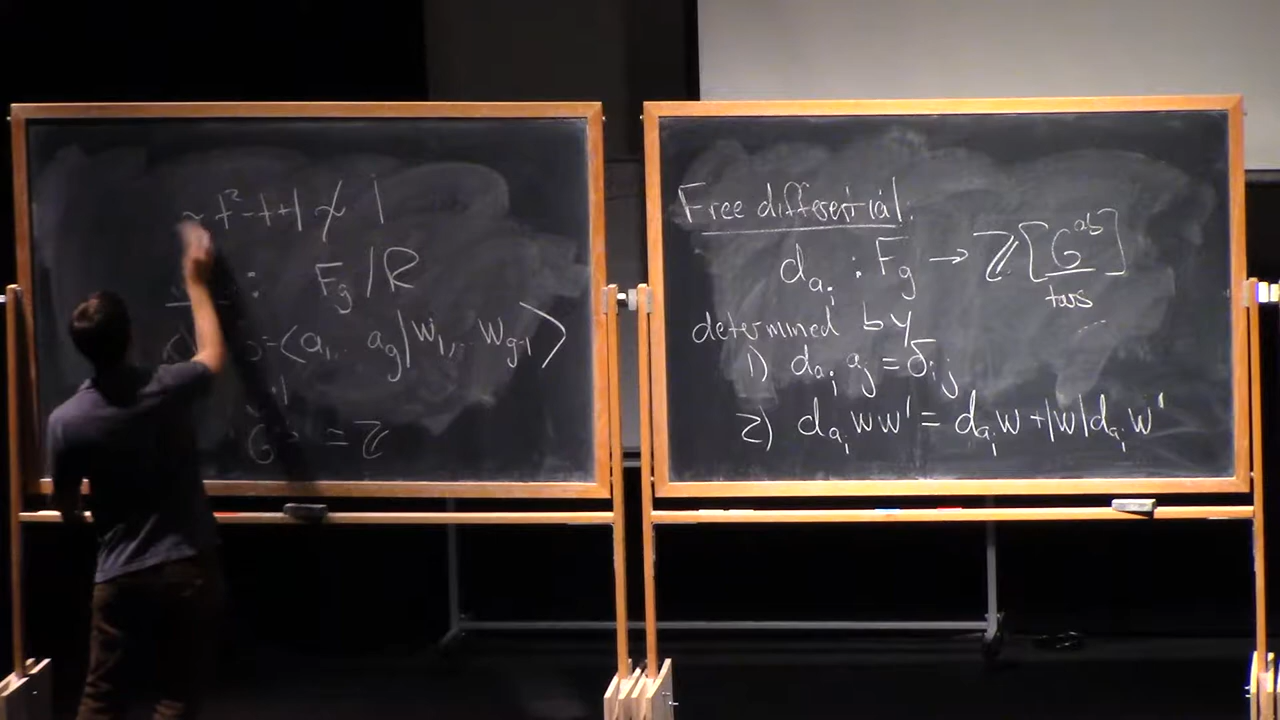 ~ t²-t+1 ≁ 1
: F_g/R
<a₁.. a_g|w₁,.. w_{g-1}>
= ℤ
Free differential:
d_{a_i} : F_g → ℤ[G^{ab}]
tors
determined by
1) d_{a_i} a_j = δ_{ij}
2) d_{a_i} ww' = d_{a_i} w + |w| d_{a_i} w'